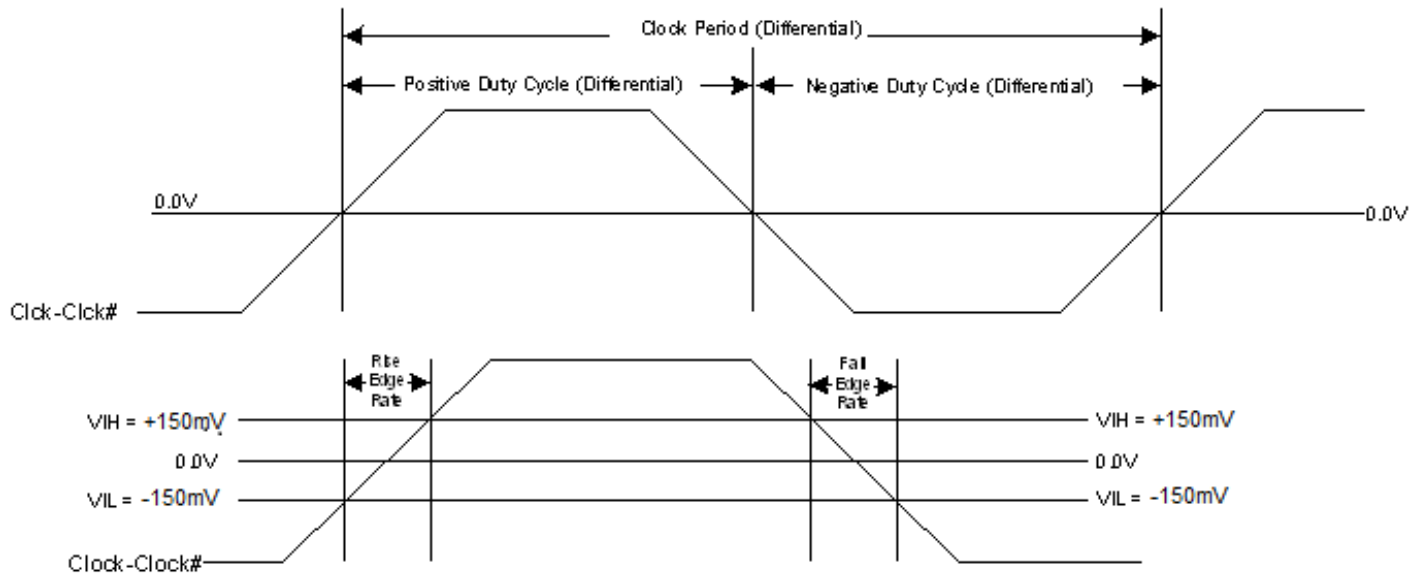 Clock Period (Differential)
Positive Duty Cycle (Differential)
Negative Duty Cycle (Differential)
0.0V
0.0V
Clck-Clck#
Rise
Edge
Rate
Fall
Edge
Rate
VIH = +150mV
VIH = +150mV
0.0V
0.0V
VIL = -150mV
VIL = -150mV
Clock-Clock#